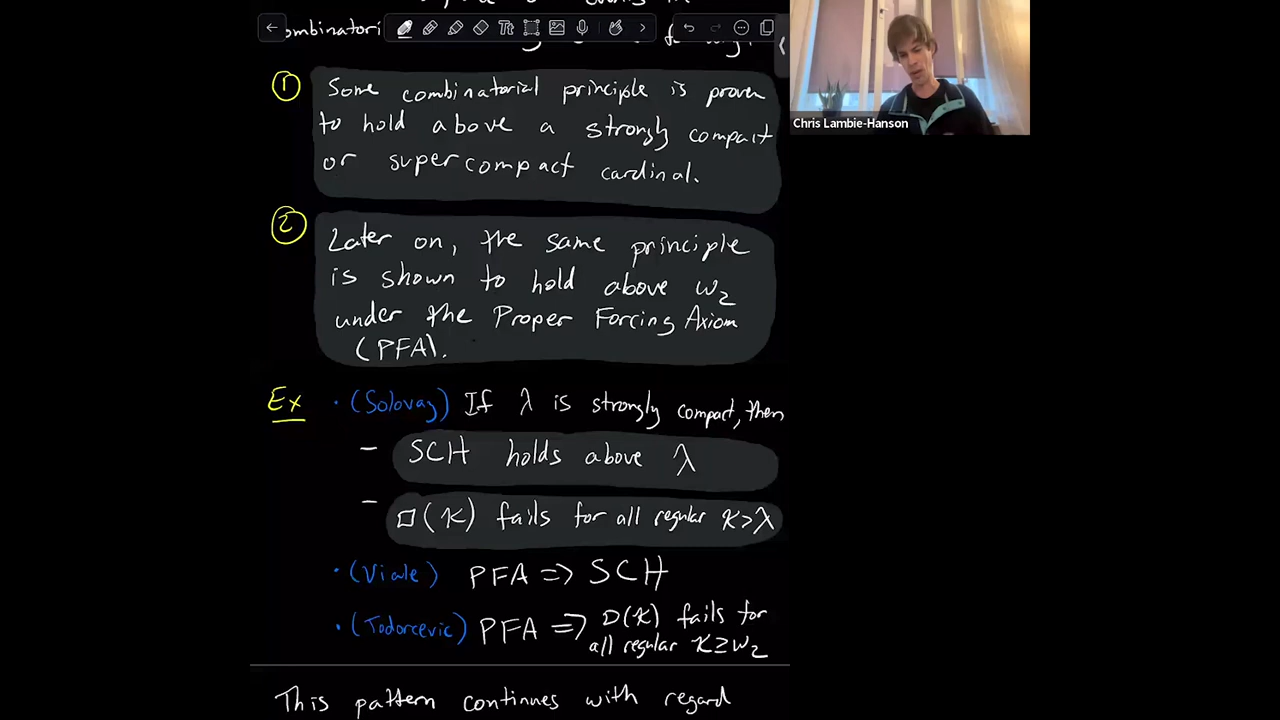 ombinatori
① Some combinatorial principle is proven
to hold above a strongly compact
or supercompact cardinal.
② Later on, the same principle
is shown to hold above ω₂
under the Proper Forcing Axiom
(PFA).
Ex · (Solovay) If λ is strongly compact, then
- SCH holds above λ
- □(κ) fails for all regular κ>λ
· (Viale) PFA => SCH
· (Todorcevic) PFA => □(κ) fails for
all regular κ≥ω₂
This pattern continues with regard
Chris Lambie-Hanson